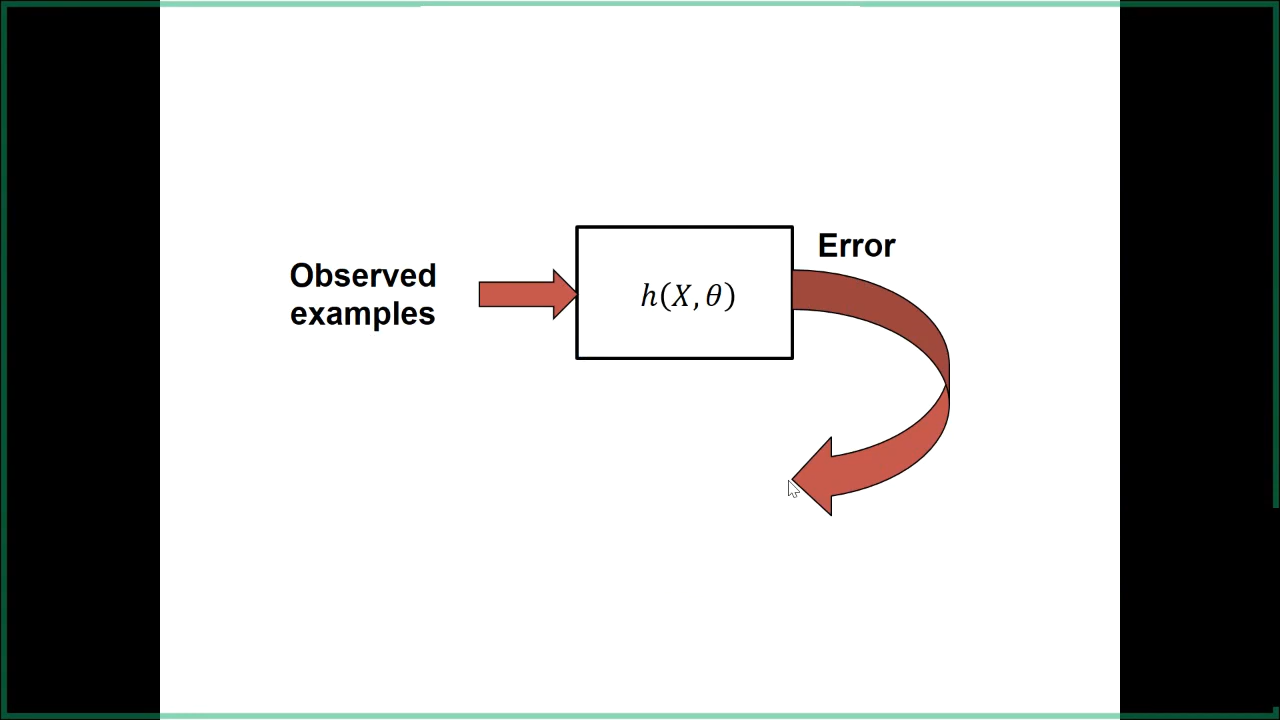 Observed
examples
h(X, θ)
Error